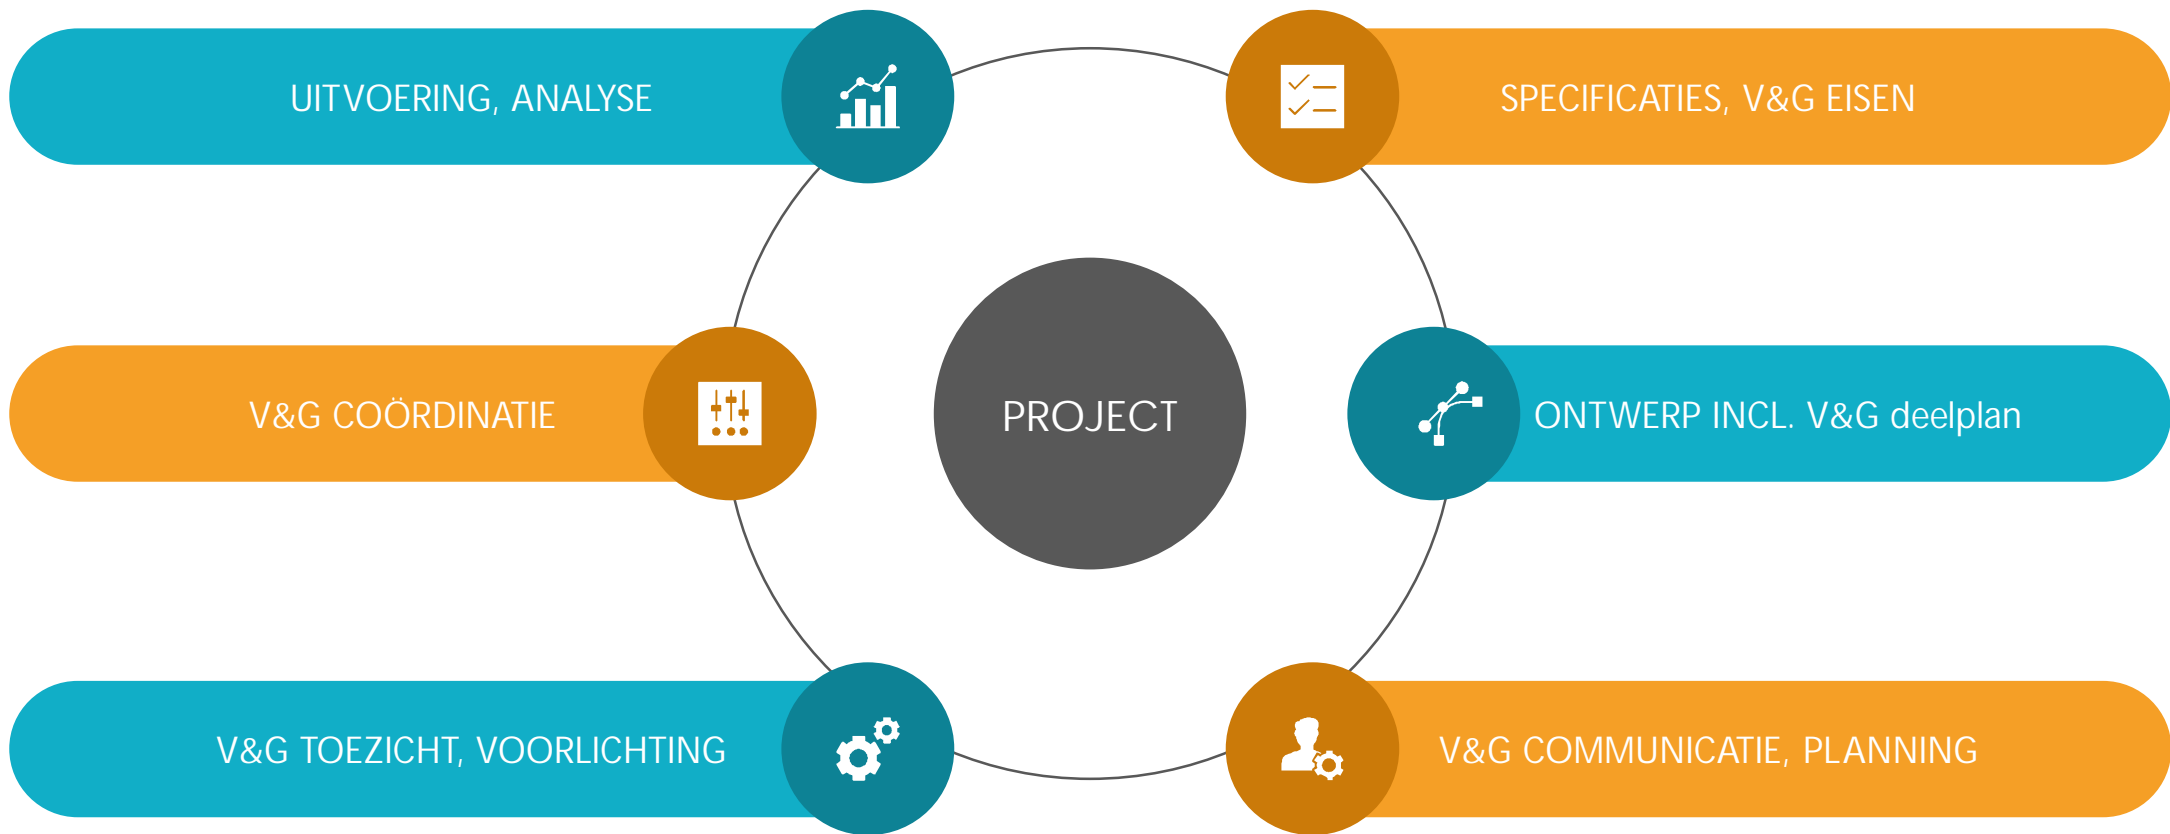 UITVOERING, ANALYSE
SPECIFICATIES, V&G EISEN
V&G COÖRDINATIE
PROJECT
ONTWERP INCL. V&G deelplan
V&G TOEZICHT, VOORLICHTING
V&G COMMUNICATIE, PLANNING